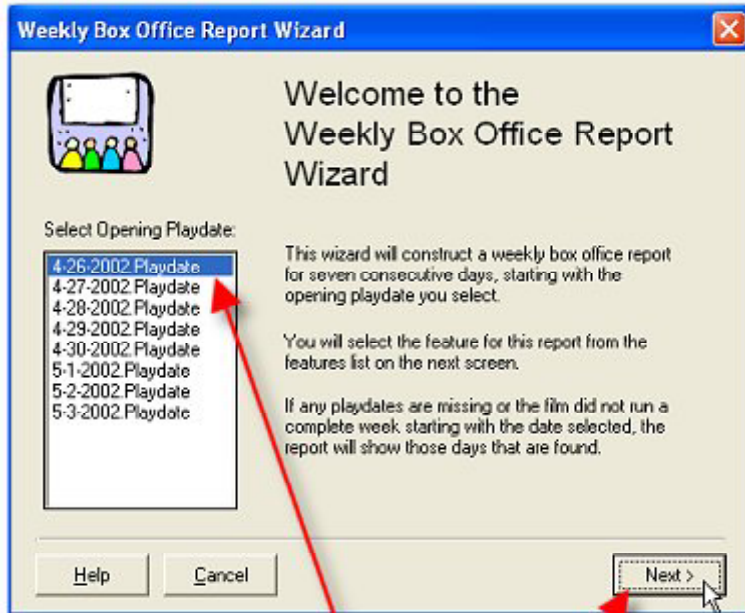 Weekly Box Office Report Wizard
Welcome to the
Weekly Box Office Report
Wizard
Select Opening Playdate:
4-26-2002.Playdate
4-27-2002.Playdate
4-28-2002.Playdate
4-29-2002.Playdate
4-30-2002.Playdate
5-1-2002.Playdate
5-2-2002.Playdate
5-3-2002.Playdate
This wizard will construct a weekly box office report
for seven consecutive days, starting with the
opening playdate you select.
You will select the feature for this report from the
features list on the next screen.
If any playdates are missing or the film did not run a
complete week starting with the date selected, the
report will show those days that are found.
Help
Cancel
Next >